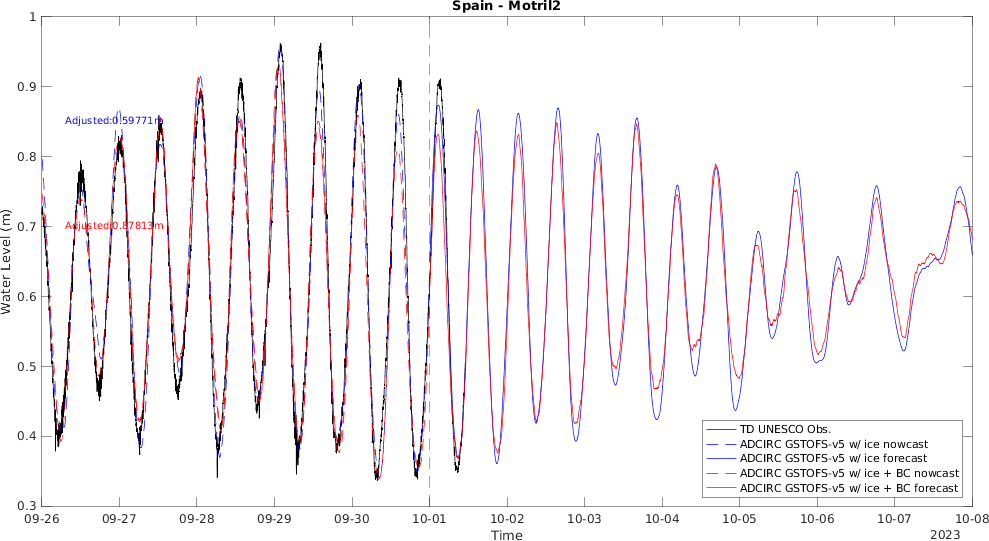 Spain - Motril2
1
0.9
0.8
0.7
0.6
0.5
0.4
0.3
Water Level (m)
Adjusted:0.59771m
Adjusted:0.87813m
TD UNESCO Obs.
ADCIRC GSTOFS-v5 w/ ice nowcast
ADCIRC GSTOFS-v5 w/ ice forecast
ADCIRC GSTOFS-v5 w/ ice + BC nowcast
ADCIRC GSTOFS-v5 w/ ice + BC forecast
09-26 09-27 09-28 09-29 09-30 10-01 10-02 10-03 10-04 10-05 10-06 10-07 10-08
Time
2023